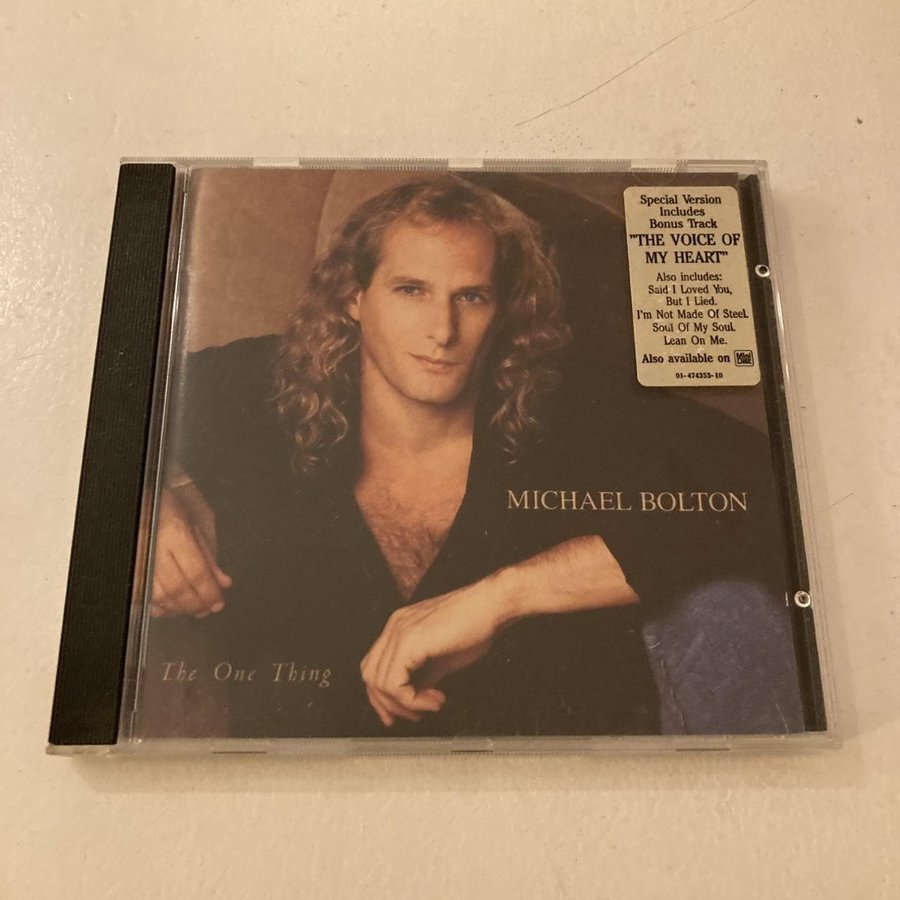 Special Version
Includes
Bonus Track
"THE VOICE OF
MY HEART"
Also includes:
Said I Loved You,
But I Lied.
I'm Not Made Of Steel.
Soul Of My Soul.
Lean On Me.
Also available on Mini Disc
01-474355-10
MICHAEL BOLTON
The One Thing